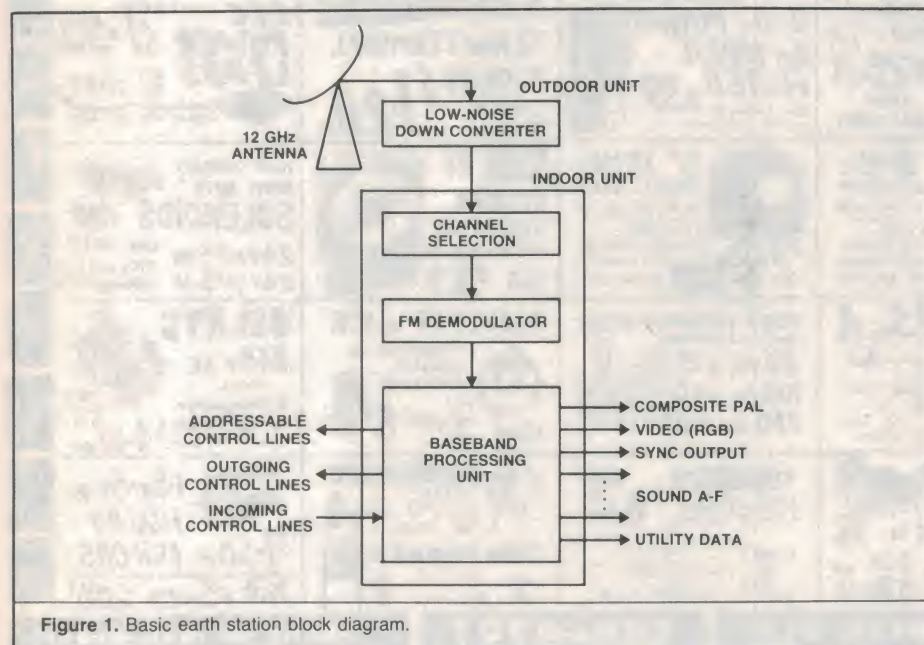 OUTDOOR UNIT
LOW-NOISE
DOWN CONVERTER
12 GHz
ANTENNA
INDOOR UNIT
CHANNEL
SELECTION
FM DEMODULATOR
BASEBAND
PROCESSING
UNIT
ADDRESSABLE
CONTROL LINES
OUTGOING
CONTROL LINES
INCOMING
CONTROL LINES
COMPOSITE PAL
VIDEO (RGB)
SYNC OUTPUT
SOUND A-F
UTILITY DATA
Figure 1. Basic earth station block diagram.